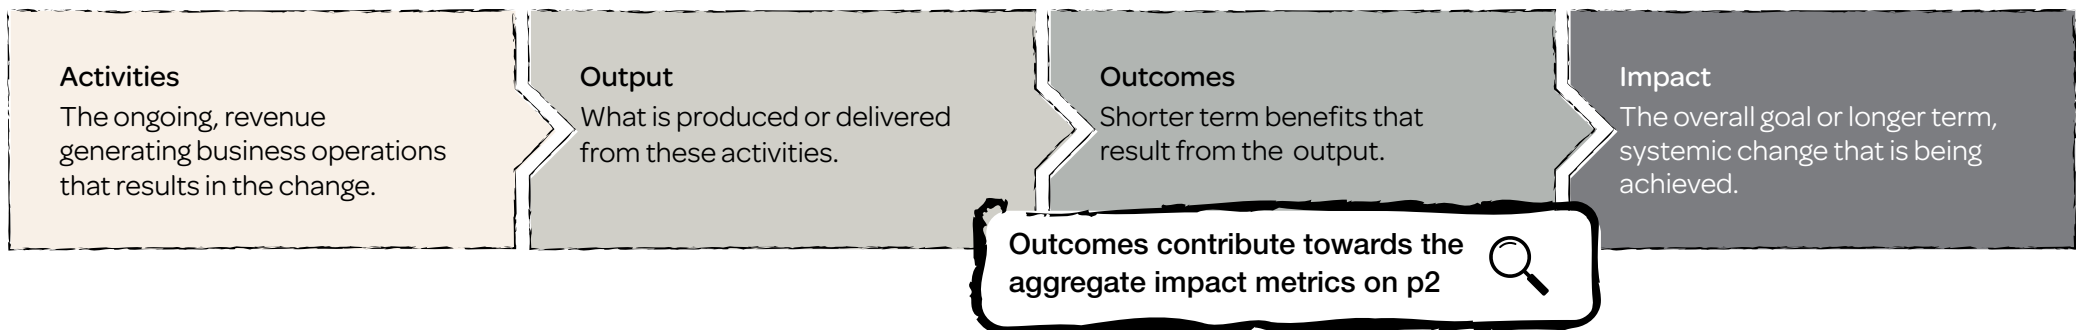 Activities
The ongoing, revenue
generating business operations
that results in the change.
Output
What is produced or delivered
from these activities.
Outcomes
Shorter term benefits that
result from the output.
Impact
The overall goal or longer term,
systemic change that is being
achieved.
Outcomes contribute towards the
aggregate impact metrics on p2